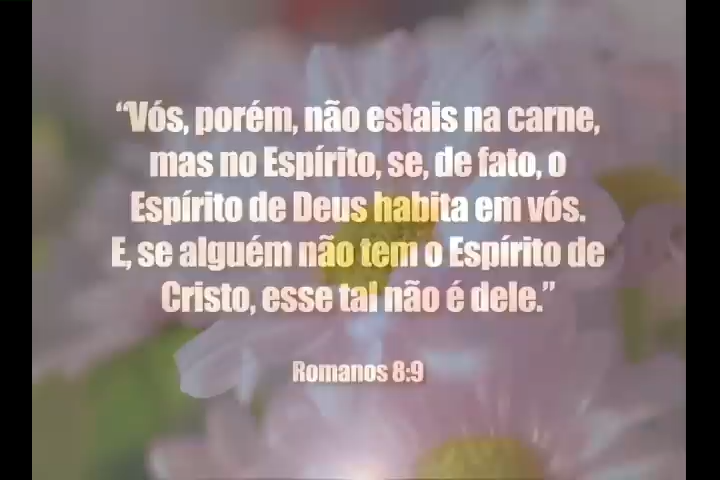 “Vós, porém, não estais na carne,
mas no Espírito, se, de fato, o
Espírito de Deus habita em vós.
E, se alguém não tem o Espírito de
Cristo, esse tal não é dele.”
Romanos 8:9